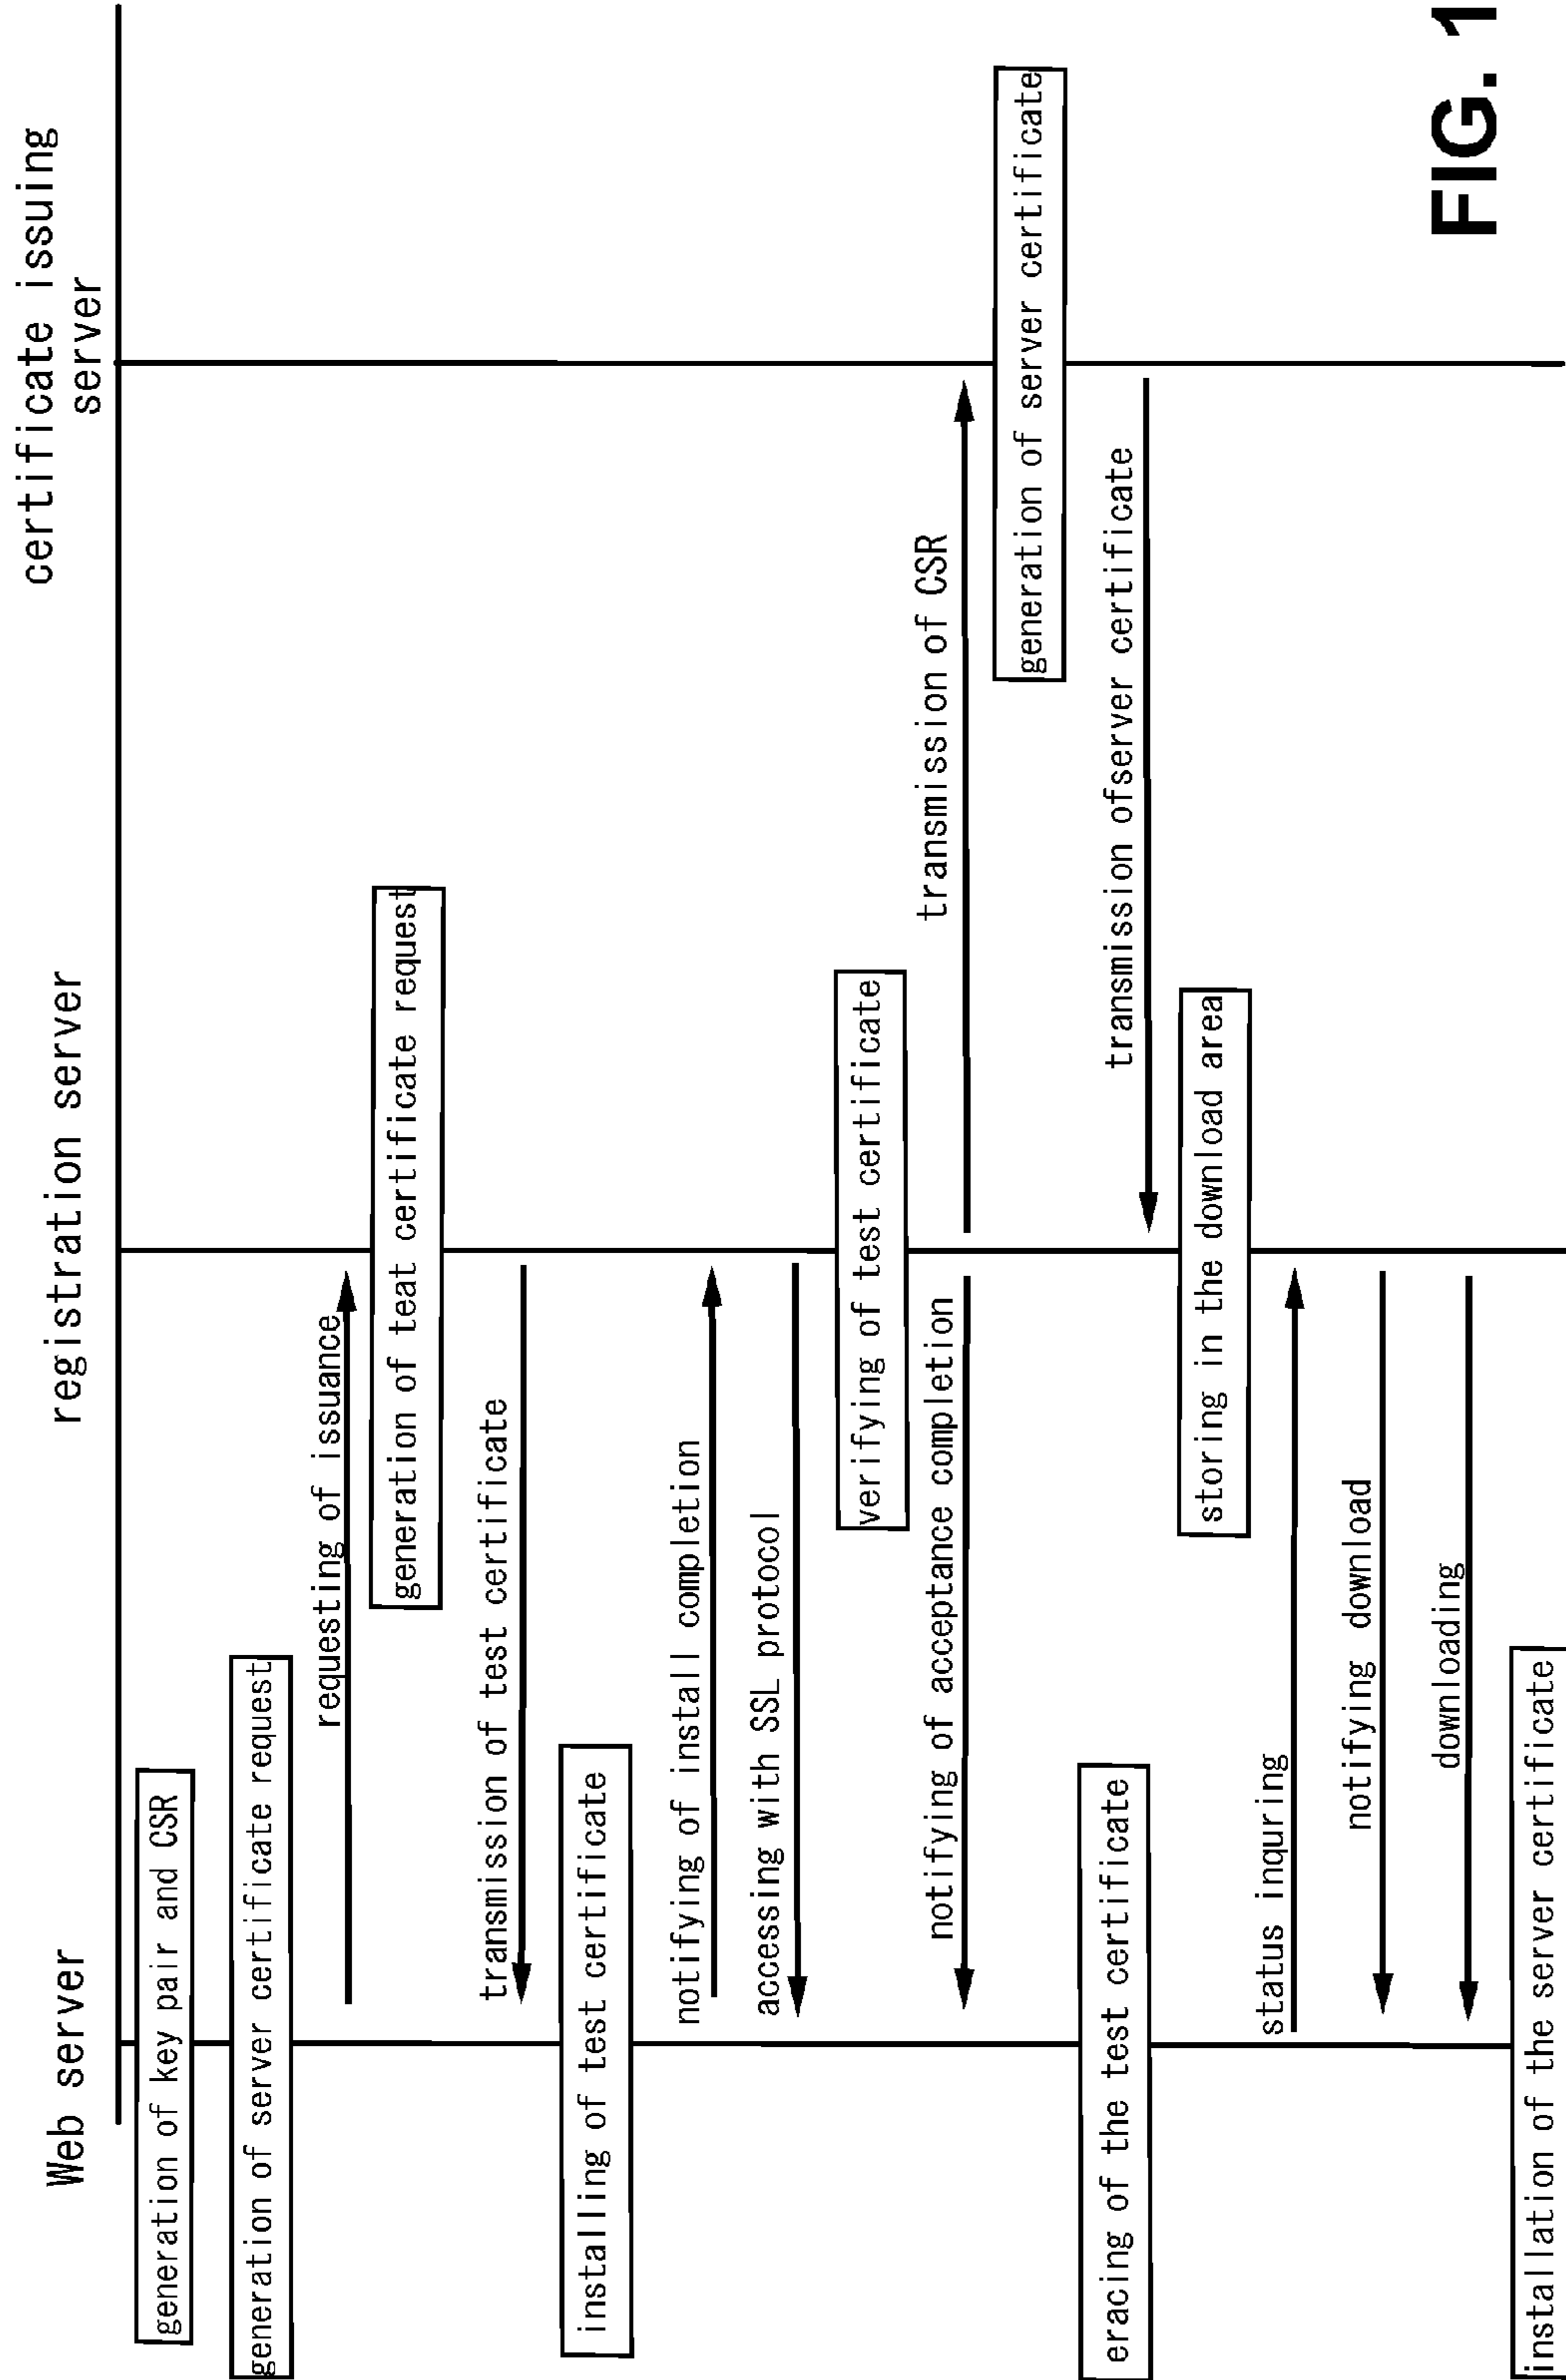 Web server
registration server
certificate issuing
server
generation of key pair and CSR
generation of server certificate request
requesting of issuance
generation of teat certificate request
transmission of test certificate
installing of test certificate
notifying of install completion
accessing with SSL protocol
verifying of test certificate
notifying of acceptance completion
transmission of CSR
generation of server certificate
eracing of the test certificate
transmission ofserver certificate
storing in the download area
status inquring
notifying download
downloading
installation of the server certificate
FIG. 1